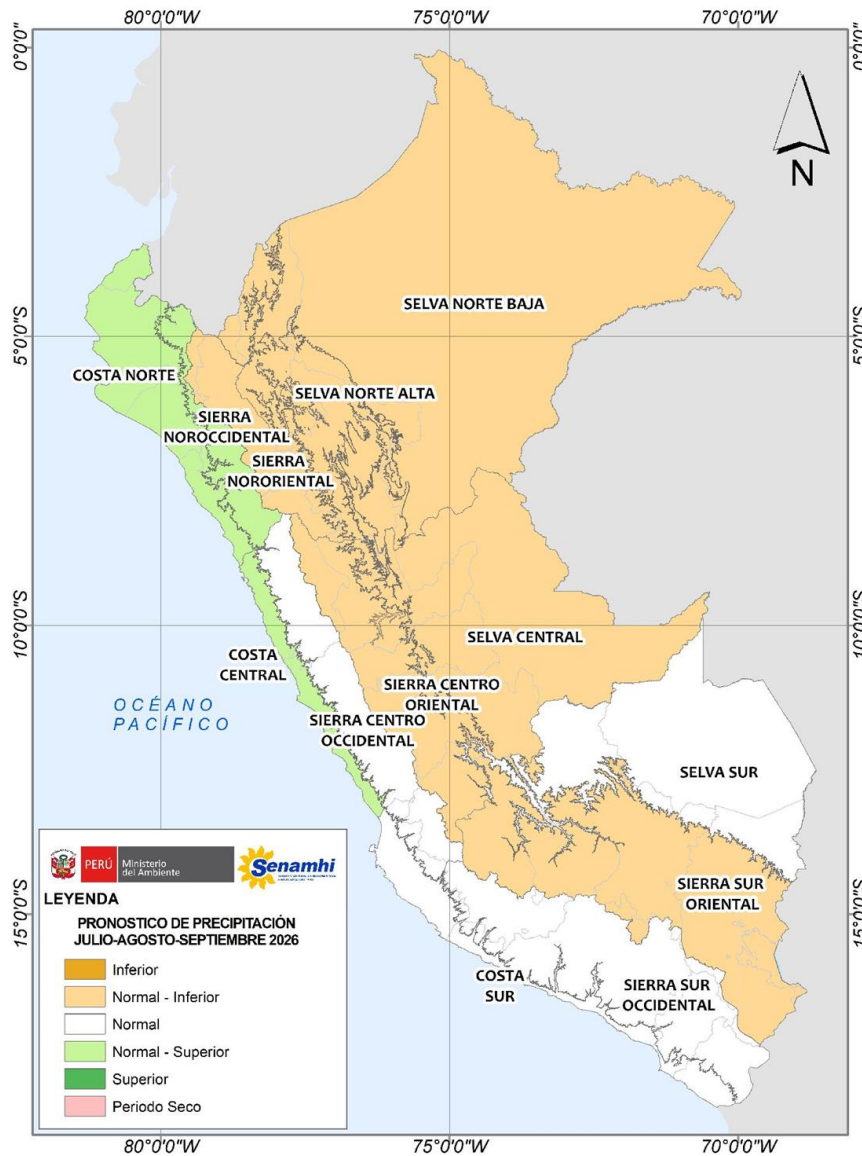 80°0'0"W
75°0'0"W
70°0'0"W
0°0'0"
0°0'0"
N
SELVA NORTE BAJA
5°0'0"S
5°0'0"S
COSTA NORTE
SELVA NORTE ALTA
SIERRA
NOROCCIDENTAL
SIERRA
NORORIENTAL
10°0'0"S
10°0'0"S
SELVA CENTRAL
COSTA
CENTRAL
SIERRA CENTRO
ORIENTAL
OCÉANO
PACÍFICO
SIERRA CENTRO
OCCIDENTAL
SELVA SUR
SIERRA SUR
ORIENTAL
15°0'0"S
15°0'0"S
COSTA
SUR
SIERRA SUR
OCCIDENTAL
PERÚ
Ministerio
del Ambiente
Senamhi
LEYENDA
PRONOSTICO DE PRECIPITACIÓN
JULIO-AGOSTO-SEPTIEMBRE 2026
Inferior
Normal - Inferior
Normal
Normal - Superior
Superior
Periodo Seco
80°0'0"W
75°0'0"W
70°0'0"W